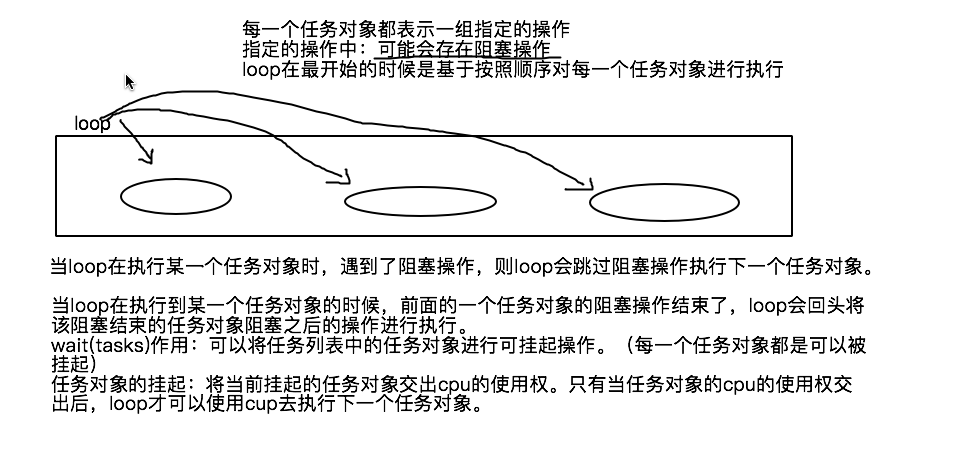 每一个任务对象都表示一组指定的操作
指定的操作中：可能会存在阻塞操作
loop在最开始的时候是基于按照顺序对每一个任务对象进行执行
loop
当loop在执行某一个任务对象时，遇到了阻塞操作，则loop会跳过阻塞操作执行下一个任务对象。
当loop在执行到某一个任务对象的时候，前面的一个任务对象的阻塞操作结束了，loop会回头将
该阻塞结束的任务对象阻塞之后的操作进行执行。
wait(tasks)作用：可以将任务列表中的任务对象进行可挂起操作。（每一个任务对象都是可以被
挂起）
任务对象的挂起：将当前挂起的任务对象交出cpu的使用权。只有当任务对象的cpu的使用权交
出后，loop才可以使用cup去执行下一个任务对象。